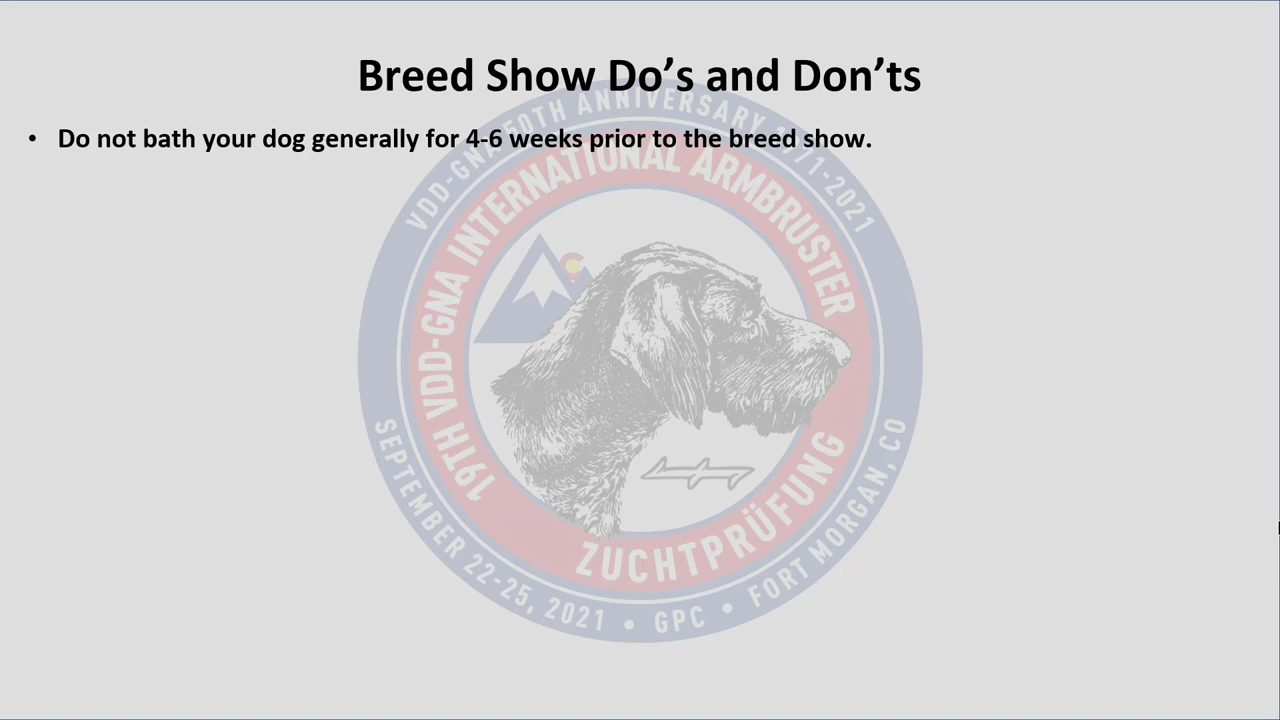 Breed Show Do’s and Don’ts
• Do not bath your dog generally for 4-6 weeks prior to the breed show.
VDD-GNA 50TH ANNIVERSARY 1971-2021
19TH VDD-GNA INTERNATIONAL ARMBRUSTER
ZUCHTPRÜFUNG
SEPTEMBER 22-25, 2021 • GPC • FORT MORGAN, CO